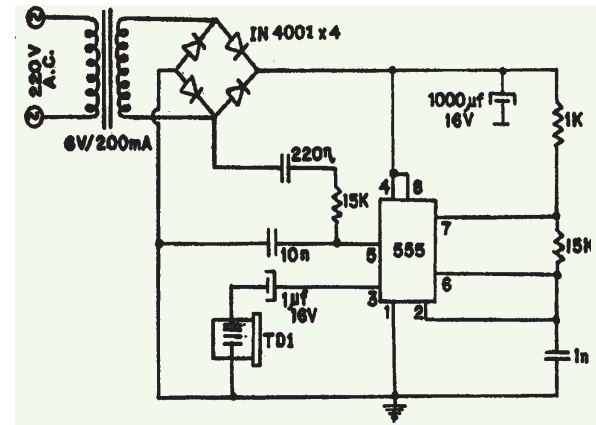 220V
A.C.
6V/200mA
IN 4001 x 4
1000µf
16V
1K
220η
15K
4
8
7
555
15K
10n
5
6
3
1µf
16V
1
2
TD1
1n